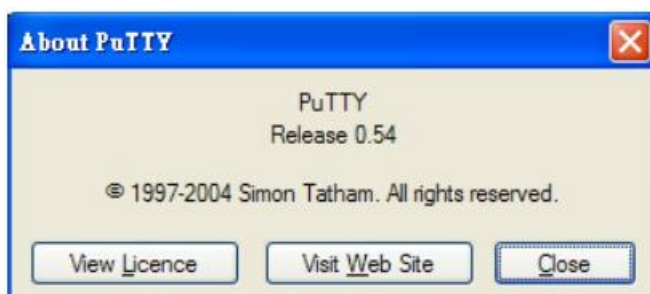 About PuTTY
PuTTY
Release 0.54
© 1997-2004 Simon Tatham. All rights reserved.
View Licence Visit Web Site Close